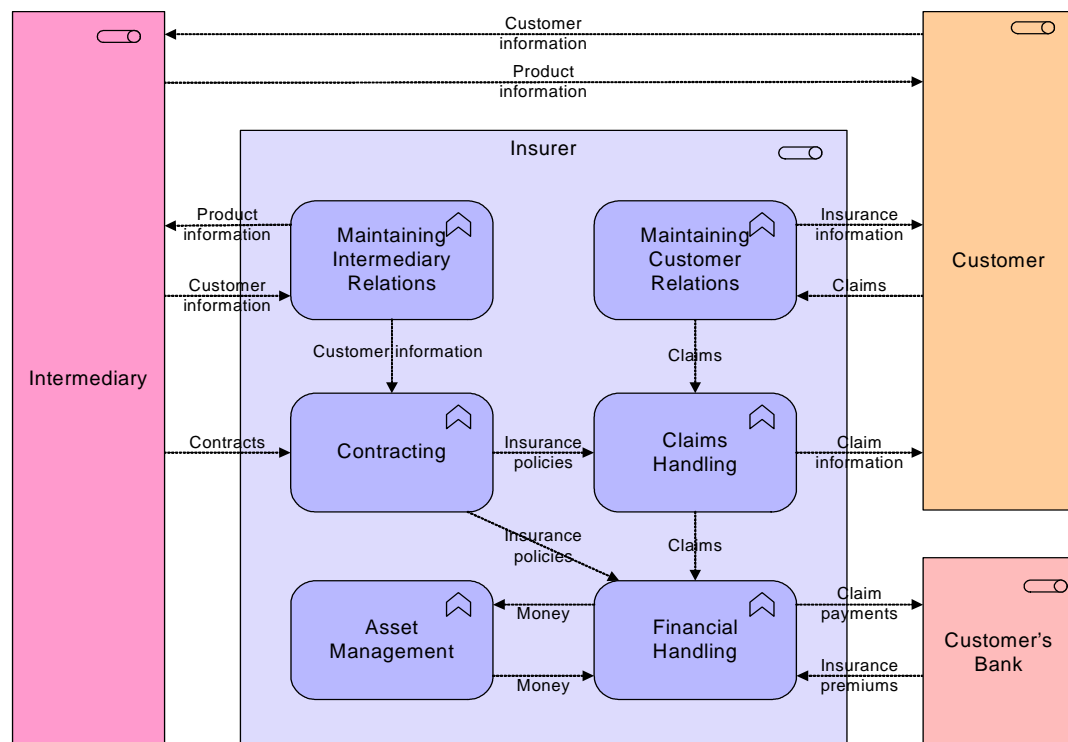 Customer
information
Product
information
Insurer
Product
information
Maintaining
Intermediary
Relations
Maintaining
Customer
Relations
Insurance
information
Customer
Customer
information
Claims
Customer information
Claims
Intermediary
Contracts
Contracting
Insurance
policies
Claims
Handling
Claim
information
Insurance
policies
Claims
Asset
Management
Money
Money
Financial
Handling
Claim
payments
Insurance
premiums
Customer's
Bank